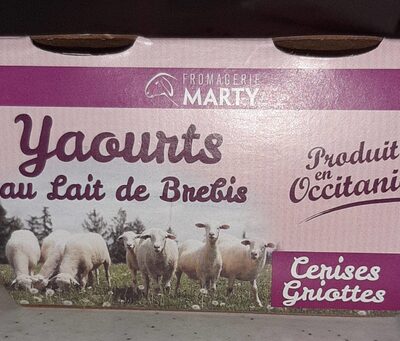 FROMAGERIE
MARTY
Yaourts
au Lait de Brebis
Produit
en
Occitani
Cerises
Griottes